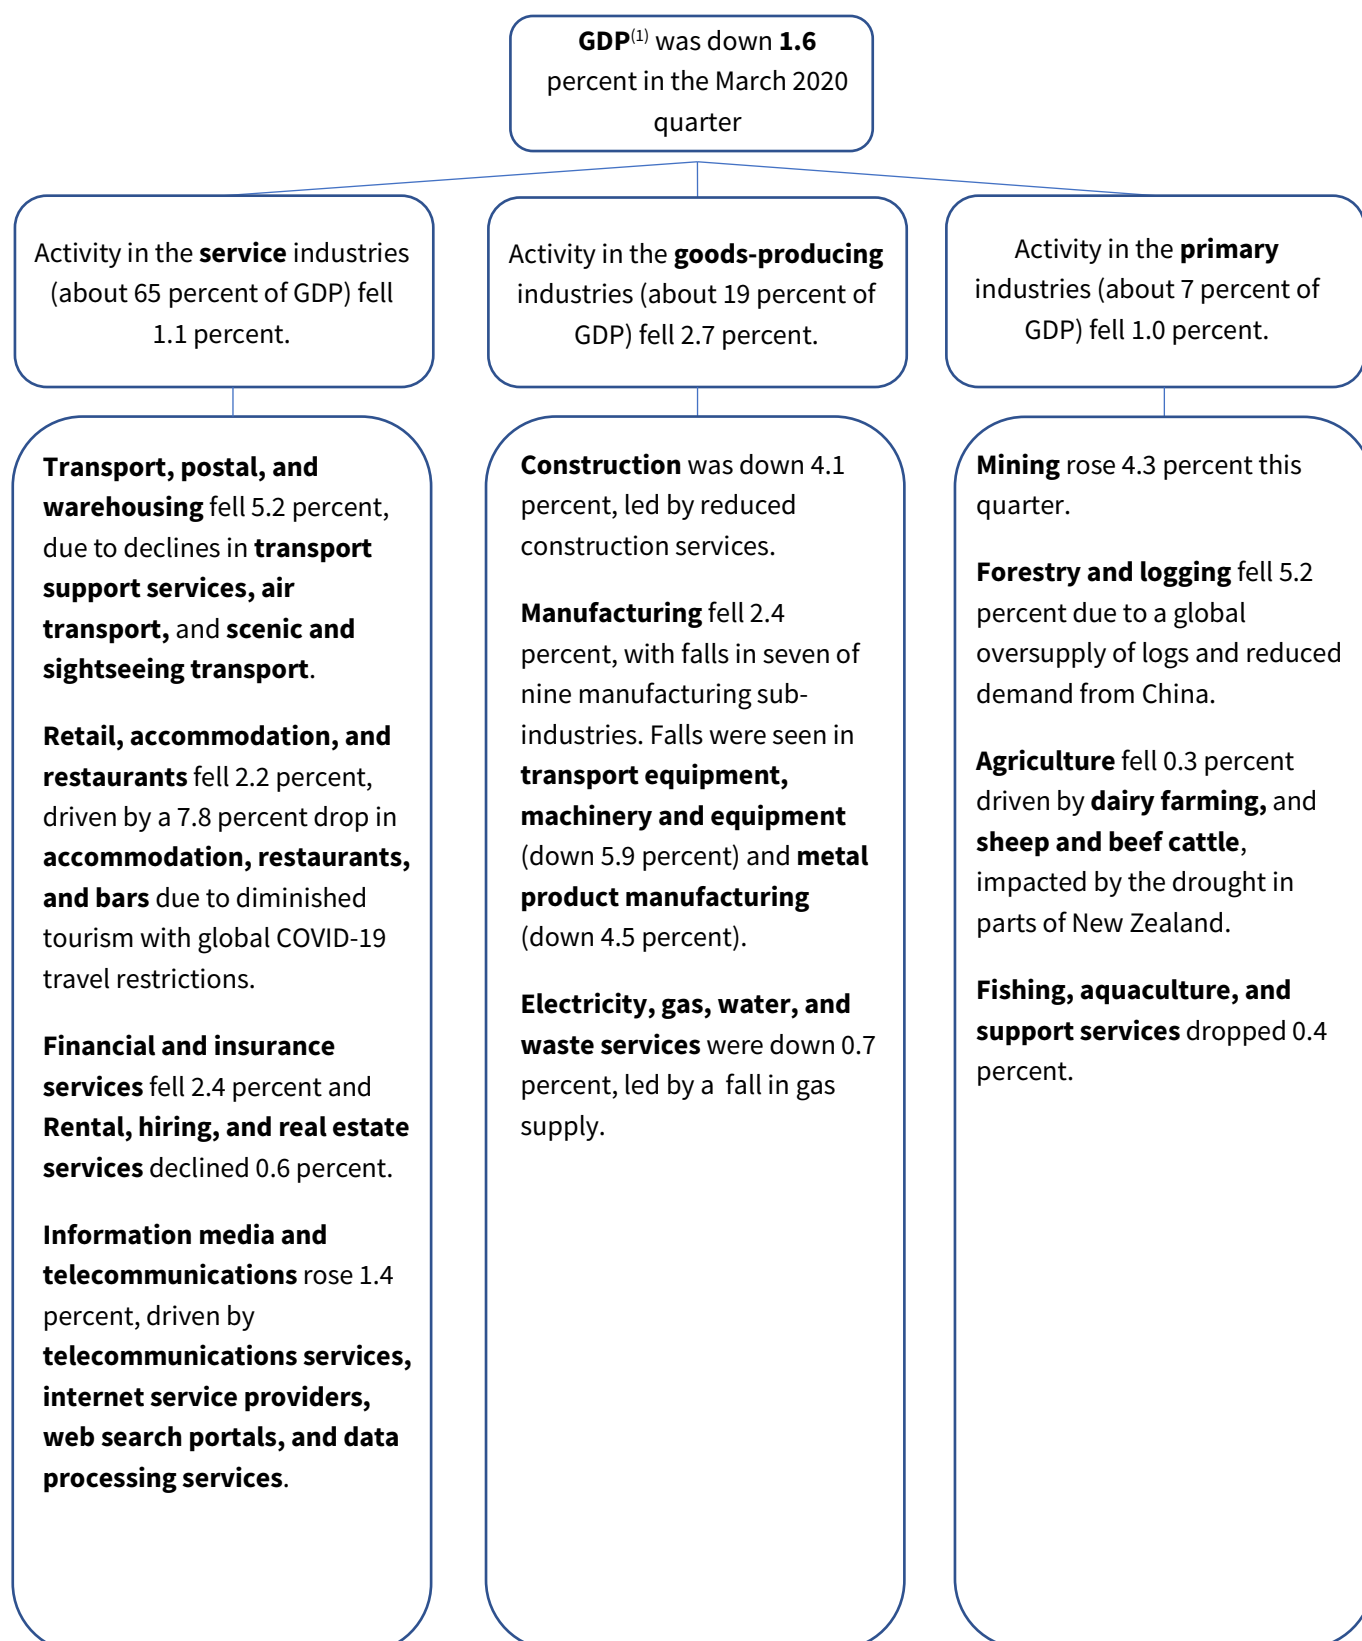 GDP(1) was down 1.6
percent in the March 2020
quarter
Activity in the service industries
(about 65 percent of GDP) fell
1.1 percent.
Activity in the goods-producing
industries (about 19 percent of
GDP) fell 2.7 percent.
Activity in the primary
industries (about 7 percent of
GDP) fell 1.0 percent.
Transport, postal, and
warehousing fell 5.2 percent,
due to declines in transport
support services, air
transport, and scenic and
sightseeing transport.
Retail, accommodation, and
restaurants fell 2.2 percent,
driven by a 7.8 percent drop in
accommodation, restaurants,
and bars due to diminished
tourism with global COVID-19
travel restrictions.
Financial and insurance
services fell 2.4 percent and
Rental, hiring, and real estate
services declined 0.6 percent.
Information media and
telecommunications rose 1.4
percent, driven by
telecommunications services,
internet service providers,
web search portals, and data
processing services.
Construction was down 4.1
percent, led by reduced
construction services.
Manufacturing fell 2.4
percent, with falls in seven of
nine manufacturing sub-
industries. Falls were seen in
transport equipment,
machinery and equipment
(down 5.9 percent) and metal
product manufacturing
(down 4.5 percent).
Electricity, gas, water, and
waste services were down 0.7
percent, led by a  fall in gas
supply.
Mining rose 4.3 percent this
quarter.
Forestry and logging fell 5.2
percent due to a global
oversupply of logs and reduced
demand from China.
Agriculture fell 0.3 percent
driven by dairy farming, and
sheep and beef cattle,
impacted by the drought in
parts of New Zealand.
Fishing, aquaculture, and
support services dropped 0.4
percent.